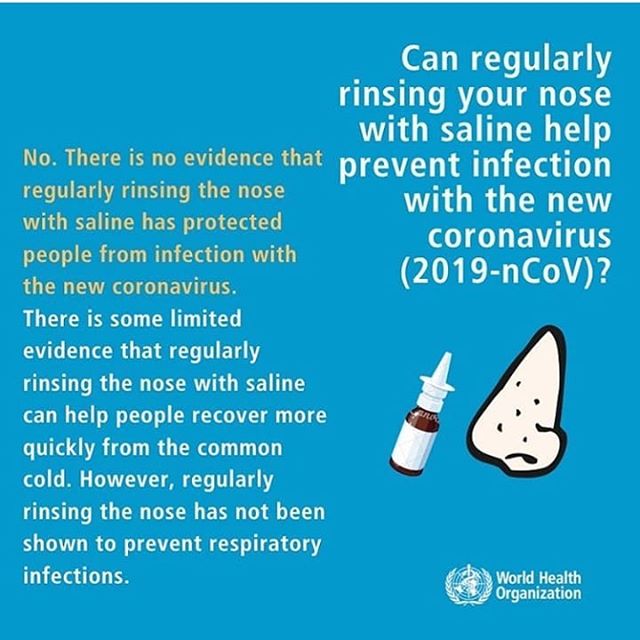 Can regularly
rinsing your nose
with saline help
prevent infection
with the new
coronavirus
(2019-nCoV)?
No. There is no evidence that
regularly rinsing the nose
with saline has protected
people from infection with
the new coronavirus.
There is some limited
evidence that regularly
rinsing the nose with saline
can help people recover more
quickly from the common
cold. However, regularly
rinsing the nose has not been
shown to prevent respiratory
infections.
World Health
Organization